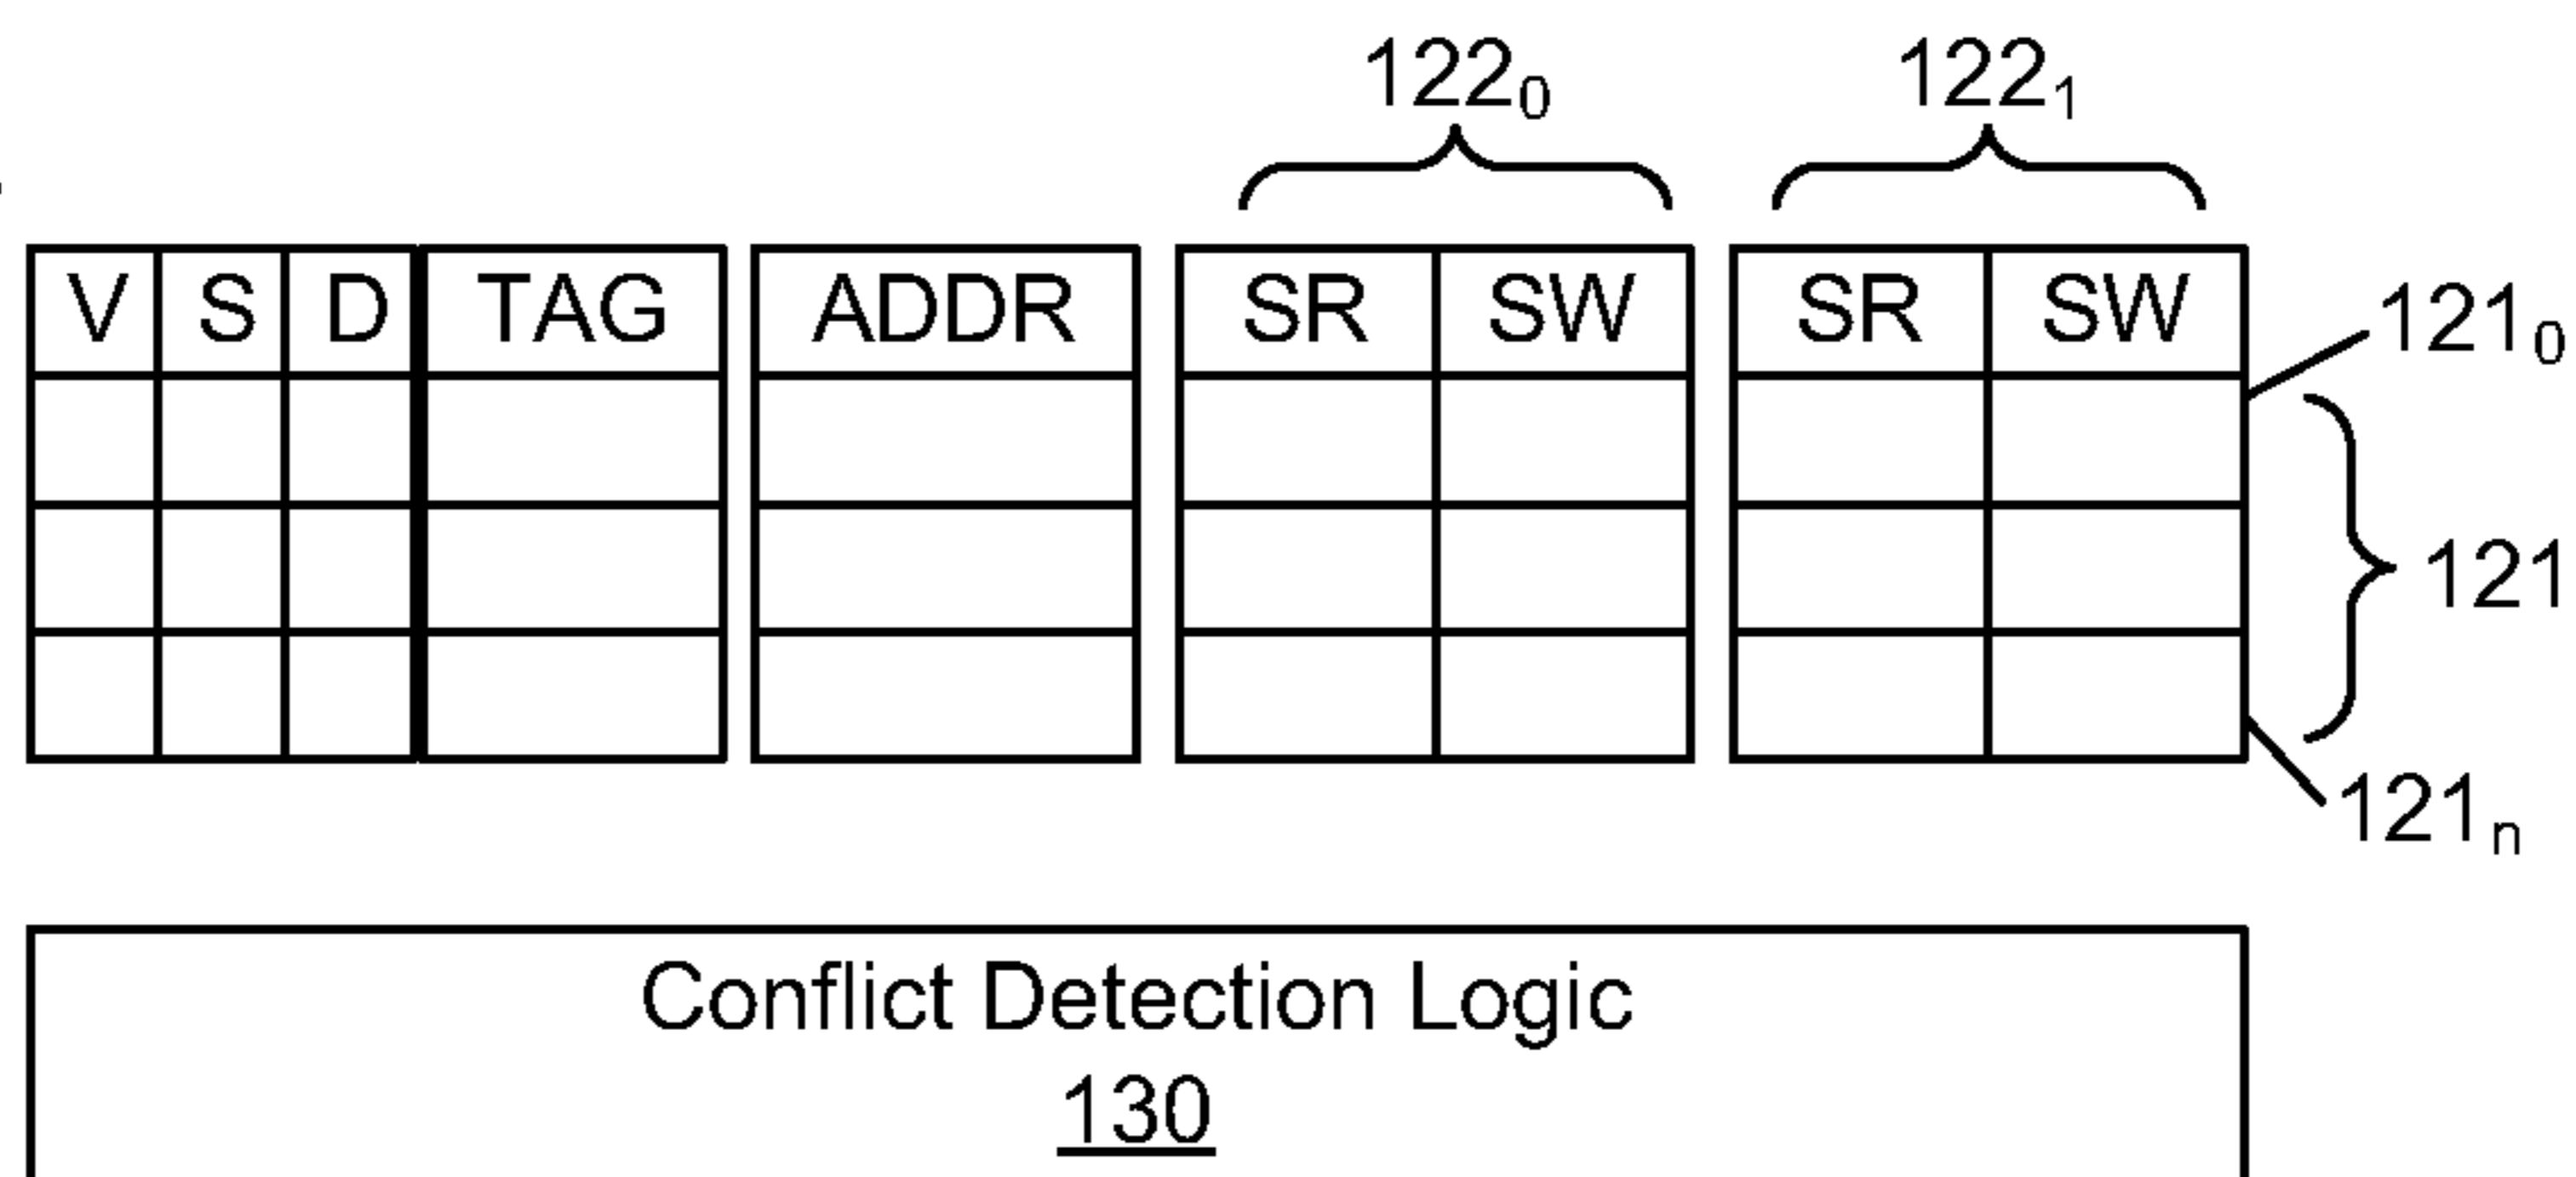 122₀ 122₁
V S D TAG ADDR SR SW SR SW
121₀
121
121ₙ
Conflict Detection Logic
130